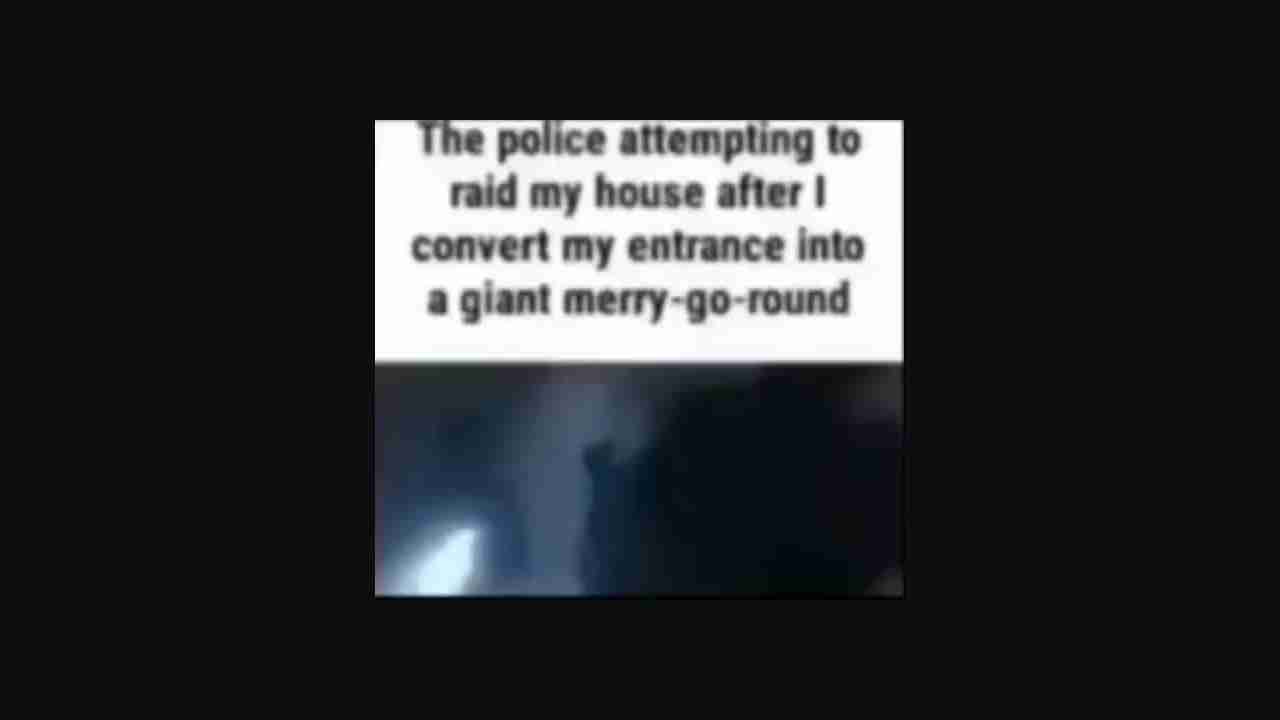 The police attempting to
raid my house after I
convert my entrance into
a giant merry-go-round